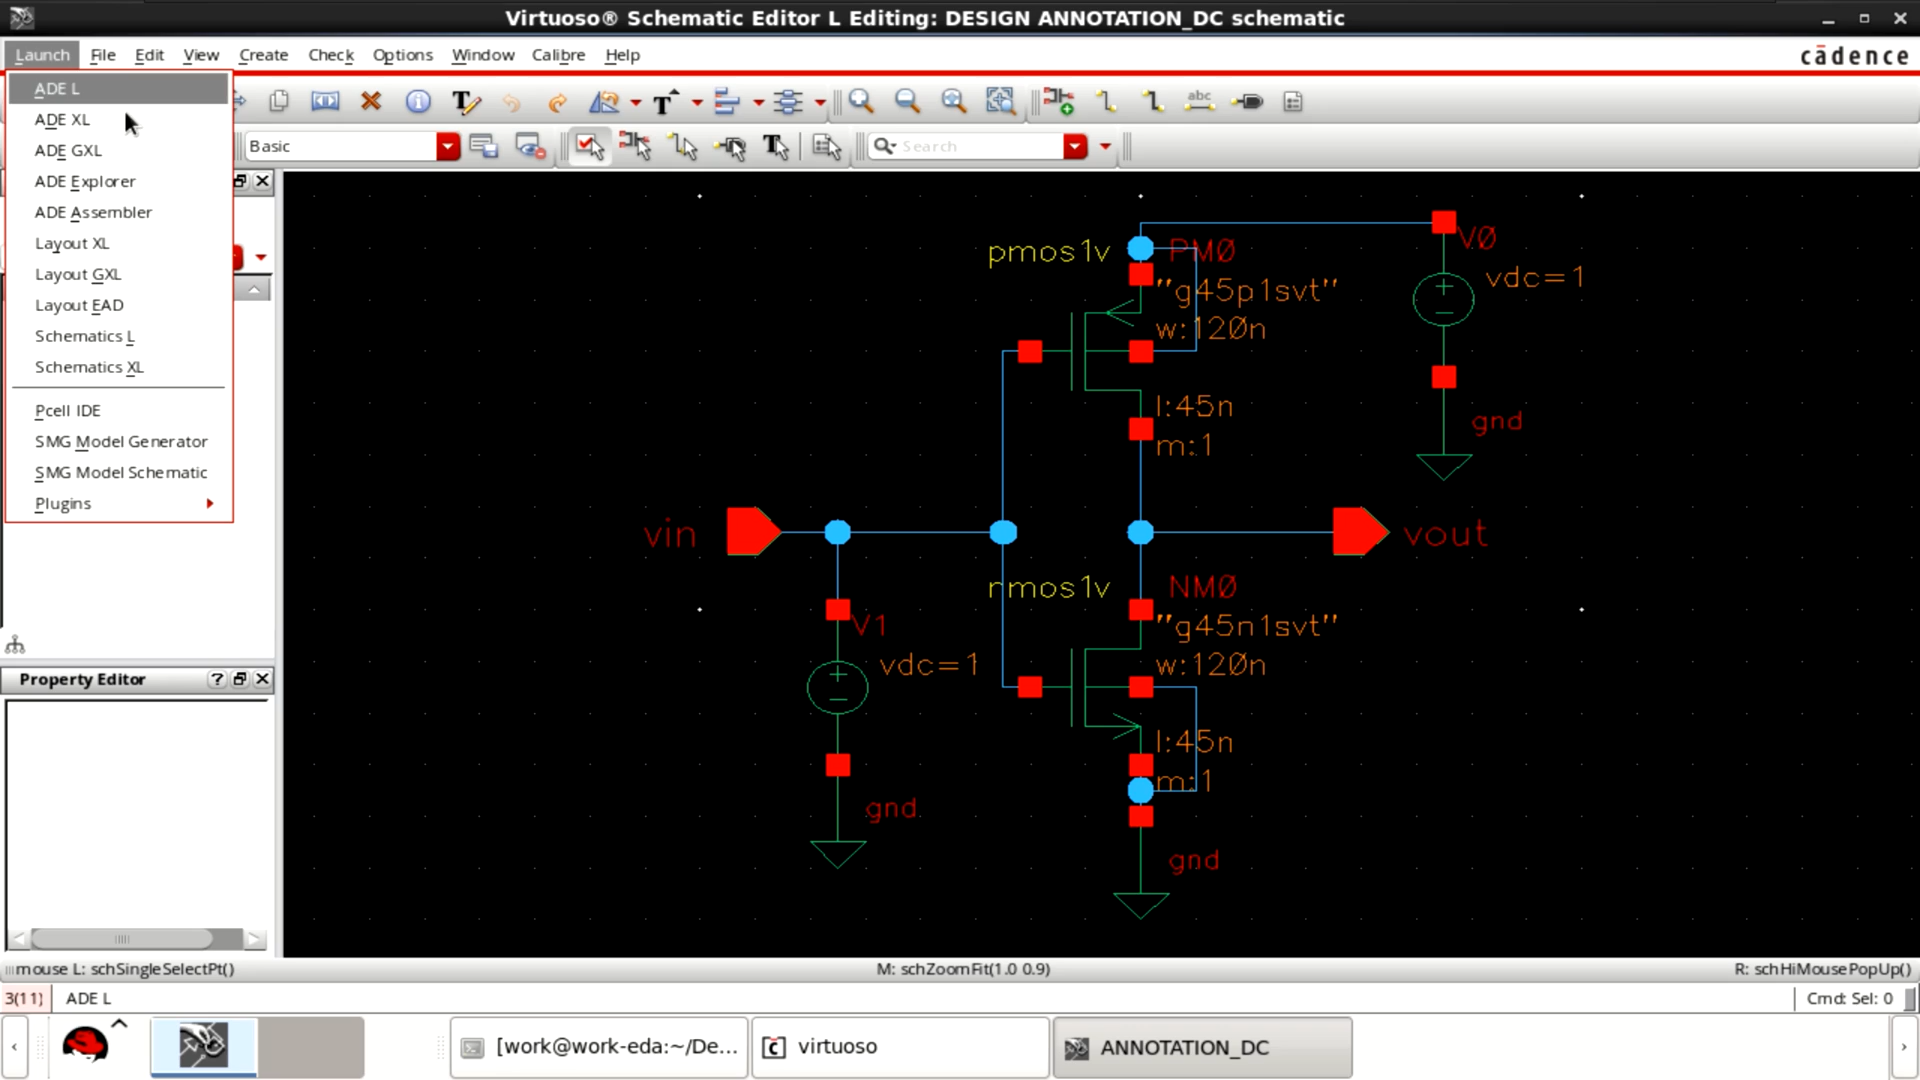 Virtuoso® Schematic Editor L Editing: DESIGN ANNOTATION_DC schematic
Launch File Edit View Create Check Options Window Calibre Help
cādence
ADE L
ADE XL
ADE GXL
ADE Explorer
ADE Assembler
Layout XL
Layout GXL
Layout EAD
Schematics L
Schematics XL
Pcell IDE
SMG Model Generator
SMG Model Schematic
Plugins
abc
Basic
Search
pmos1v
PM0
"g45p1svt"
w:120n
l:45n
m:1
V0
vdc=1
gnd
vin
vout
nmos1v
NM0
"g45n1svt"
w:120n
l:45n
m:1
gnd
V1
vdc=1
gnd
Property Editor
?
mouse L: schSingleSelectPt()
M: schZoomFit(1.0 0.9)
R: schHiMousePopUp()
3(11)
ADE L
Cmd: Sel: 0
[work@work-eda:~/De...
virtuoso
ANNOTATION_DC